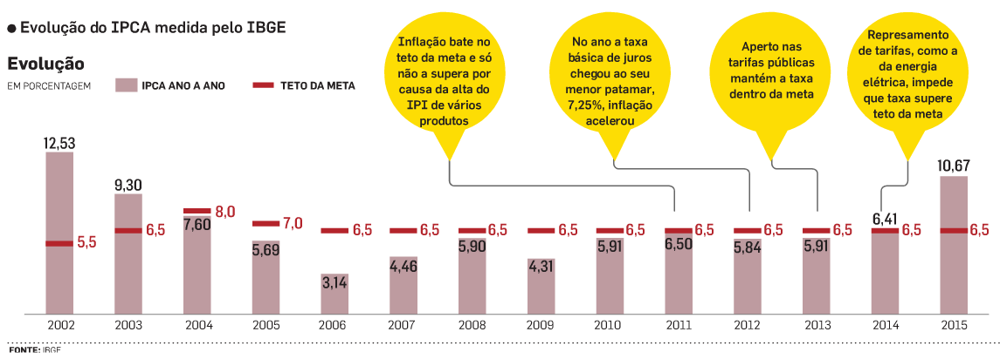 ● Evolução do IPCA medida pelo IBGE
Evolução
EM PORCENTAGEM
IPCA ANO A ANO
TETO DA META
Inflação bate no
teto da meta e só
não a supera por
causa da alta do
IPI de vários
produtos
No ano a taxa
básica de juros
chegou ao seu
menor patamar,
7,25%, inflação
acelerou
Aperto nas
tarifas públicas
mantém a taxa
dentro da meta
Represamento
de tarifas, como a
da energia
elétrica, impede
que taxa supere
teto da meta
12,53
5,5
9,30
6,5
8,0
7,60
7,0
5,69
6,5
3,14
6,5
4,46
6,5
5,90
6,5
4,31
6,5
5,91
6,5
6,50
6,5
5,84
6,5
5,91
6,41
6,5
10,67
6,5
2002 2003 2004 2005 2006 2007 2008 2009 2010 2011 2012 2013 2014 2015
FONTE: IBGE